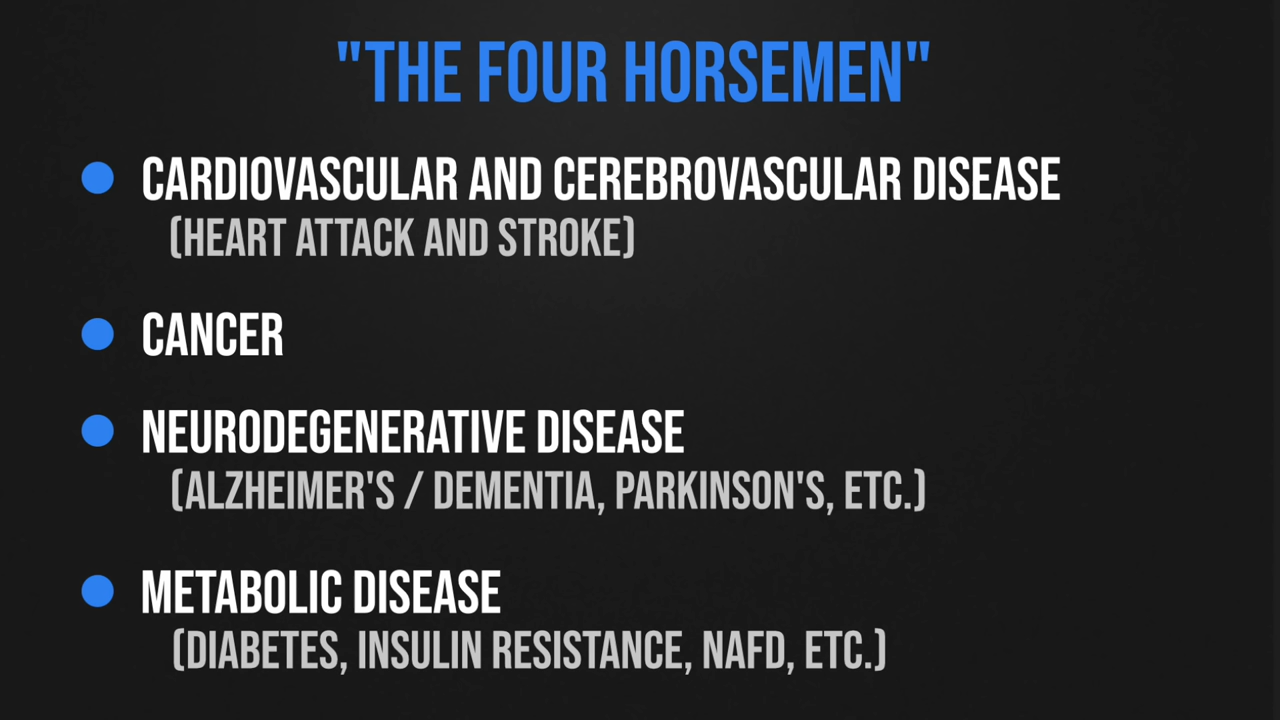 "THE FOUR HORSEMEN"
CARDIOVASCULAR AND CEREBROVASCULAR DISEASE
(HEART ATTACK AND STROKE)
CANCER
NEURODEGENERATIVE DISEASE
(ALZHEIMER'S / DEMENTIA, PARKINSON'S, ETC.)
METABOLIC DISEASE
(DIABETES, INSULIN RESISTANCE, NAFD, ETC.)